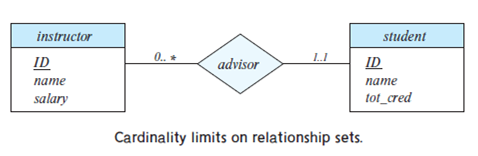 instructor
ID
name
salary
0.. *
advisor
1..1
student
ID
name
tot_cred
Cardinality limits on relationship sets.